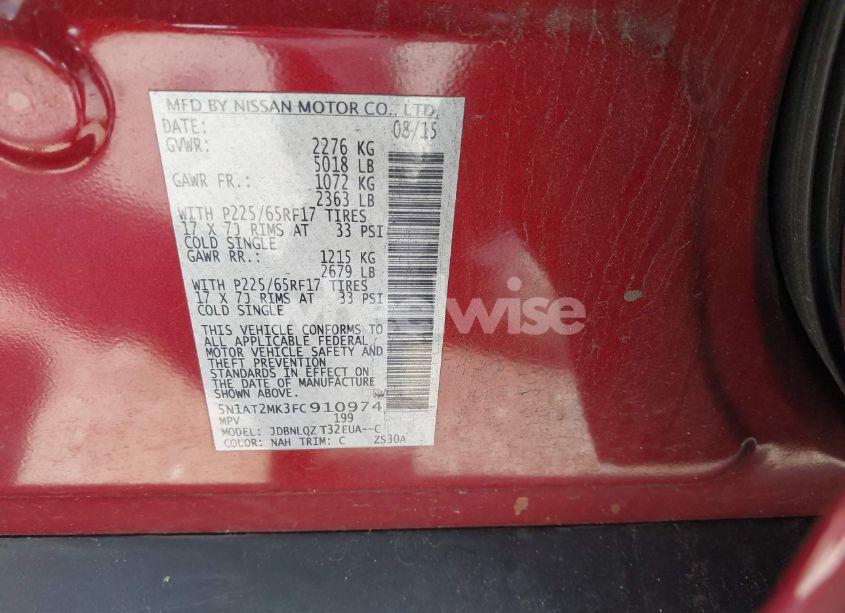 MFD BY NISSAN MOTOR CO., LTD.
DATE: 08/15
GVWR: 2276 KG
5018 LB
GAWR FR.: 1072 KG
2363 LB
WITH P225/65RF17 TIRES
17 X 7J RIMS AT 33 PSI
COLD SINGLE
GAWR RR.: 1215 KG
2679 LB
WITH P225/65RF17 TIRES
17 X 7J RIMS AT 33 PSI
COLD SINGLE
THIS VEHICLE CONFORMS TO
ALL APPLICABLE FEDERAL
MOTOR VEHICLE SAFETY AND
THEFT PREVENTION
STANDARDS IN EFFECT ON
THE DATE OF MANUFACTURE
SHOWN ABOVE.
5N1AT2MK3FC910974
MPV 199
MODEL: JDBNLQZ T32EUA--C
COLOR: NAH TRIM: C ZS30A
wise